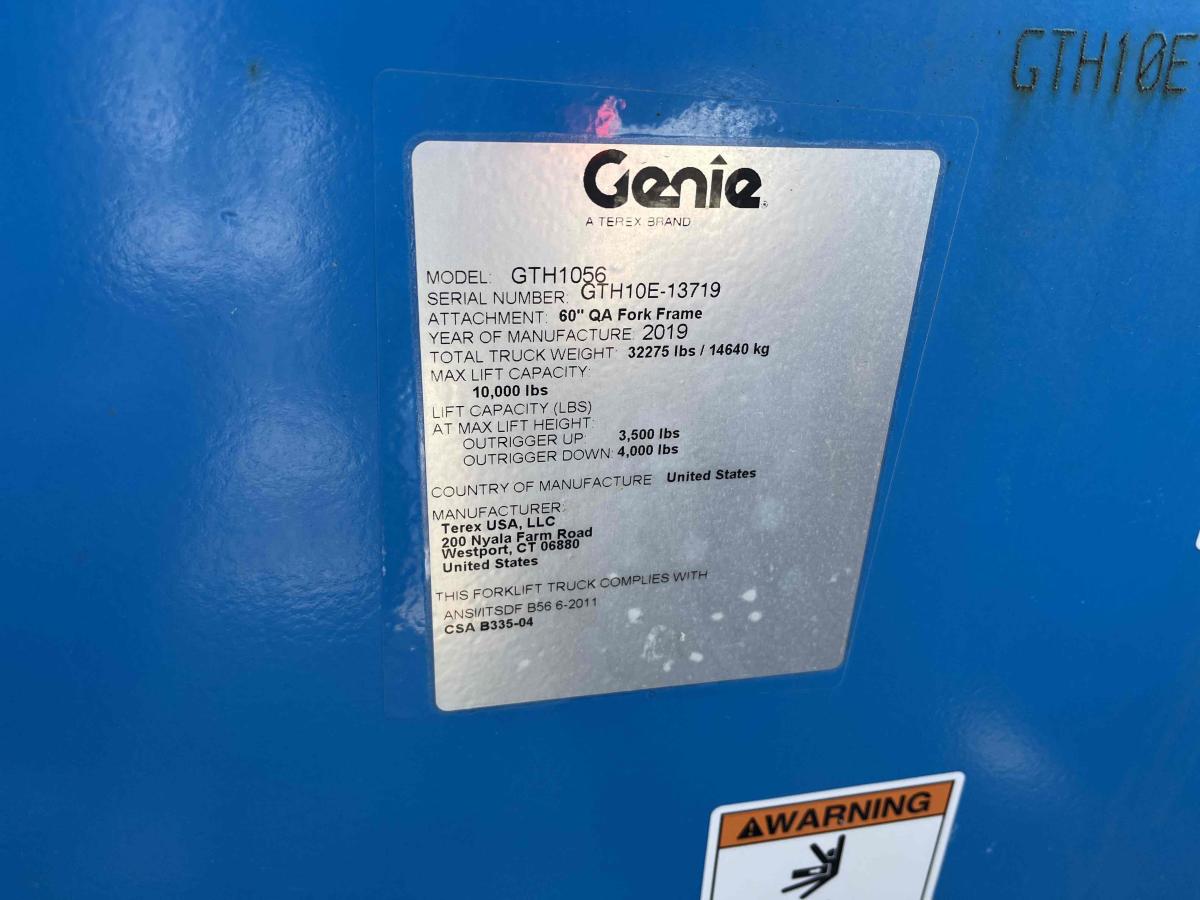 GTH10E
Genie®
A TEREX BRAND
MODEL: GTH1056
SERIAL NUMBER: GTH10E-13719
ATTACHMENT: 60" QA Fork Frame
YEAR OF MANUFACTURE: 2019
TOTAL TRUCK WEIGHT: 32275 lbs / 14640 kg
MAX LIFT CAPACITY:
10,000 lbs
LIFT CAPACITY (LBS)
AT MAX LIFT HEIGHT:
OUTRIGGER UP: 3,500 lbs
OUTRIGGER DOWN: 4,000 lbs
COUNTRY OF MANUFACTURE United States
MANUFACTURER:
Terex USA, LLC
200 Nyala Farm Road
Westport, CT 06880
United States
THIS FORKLIFT TRUCK COMPLIES WITH
ANSI/ITSDF B56 6-2011
CSA B335-04
WARNING